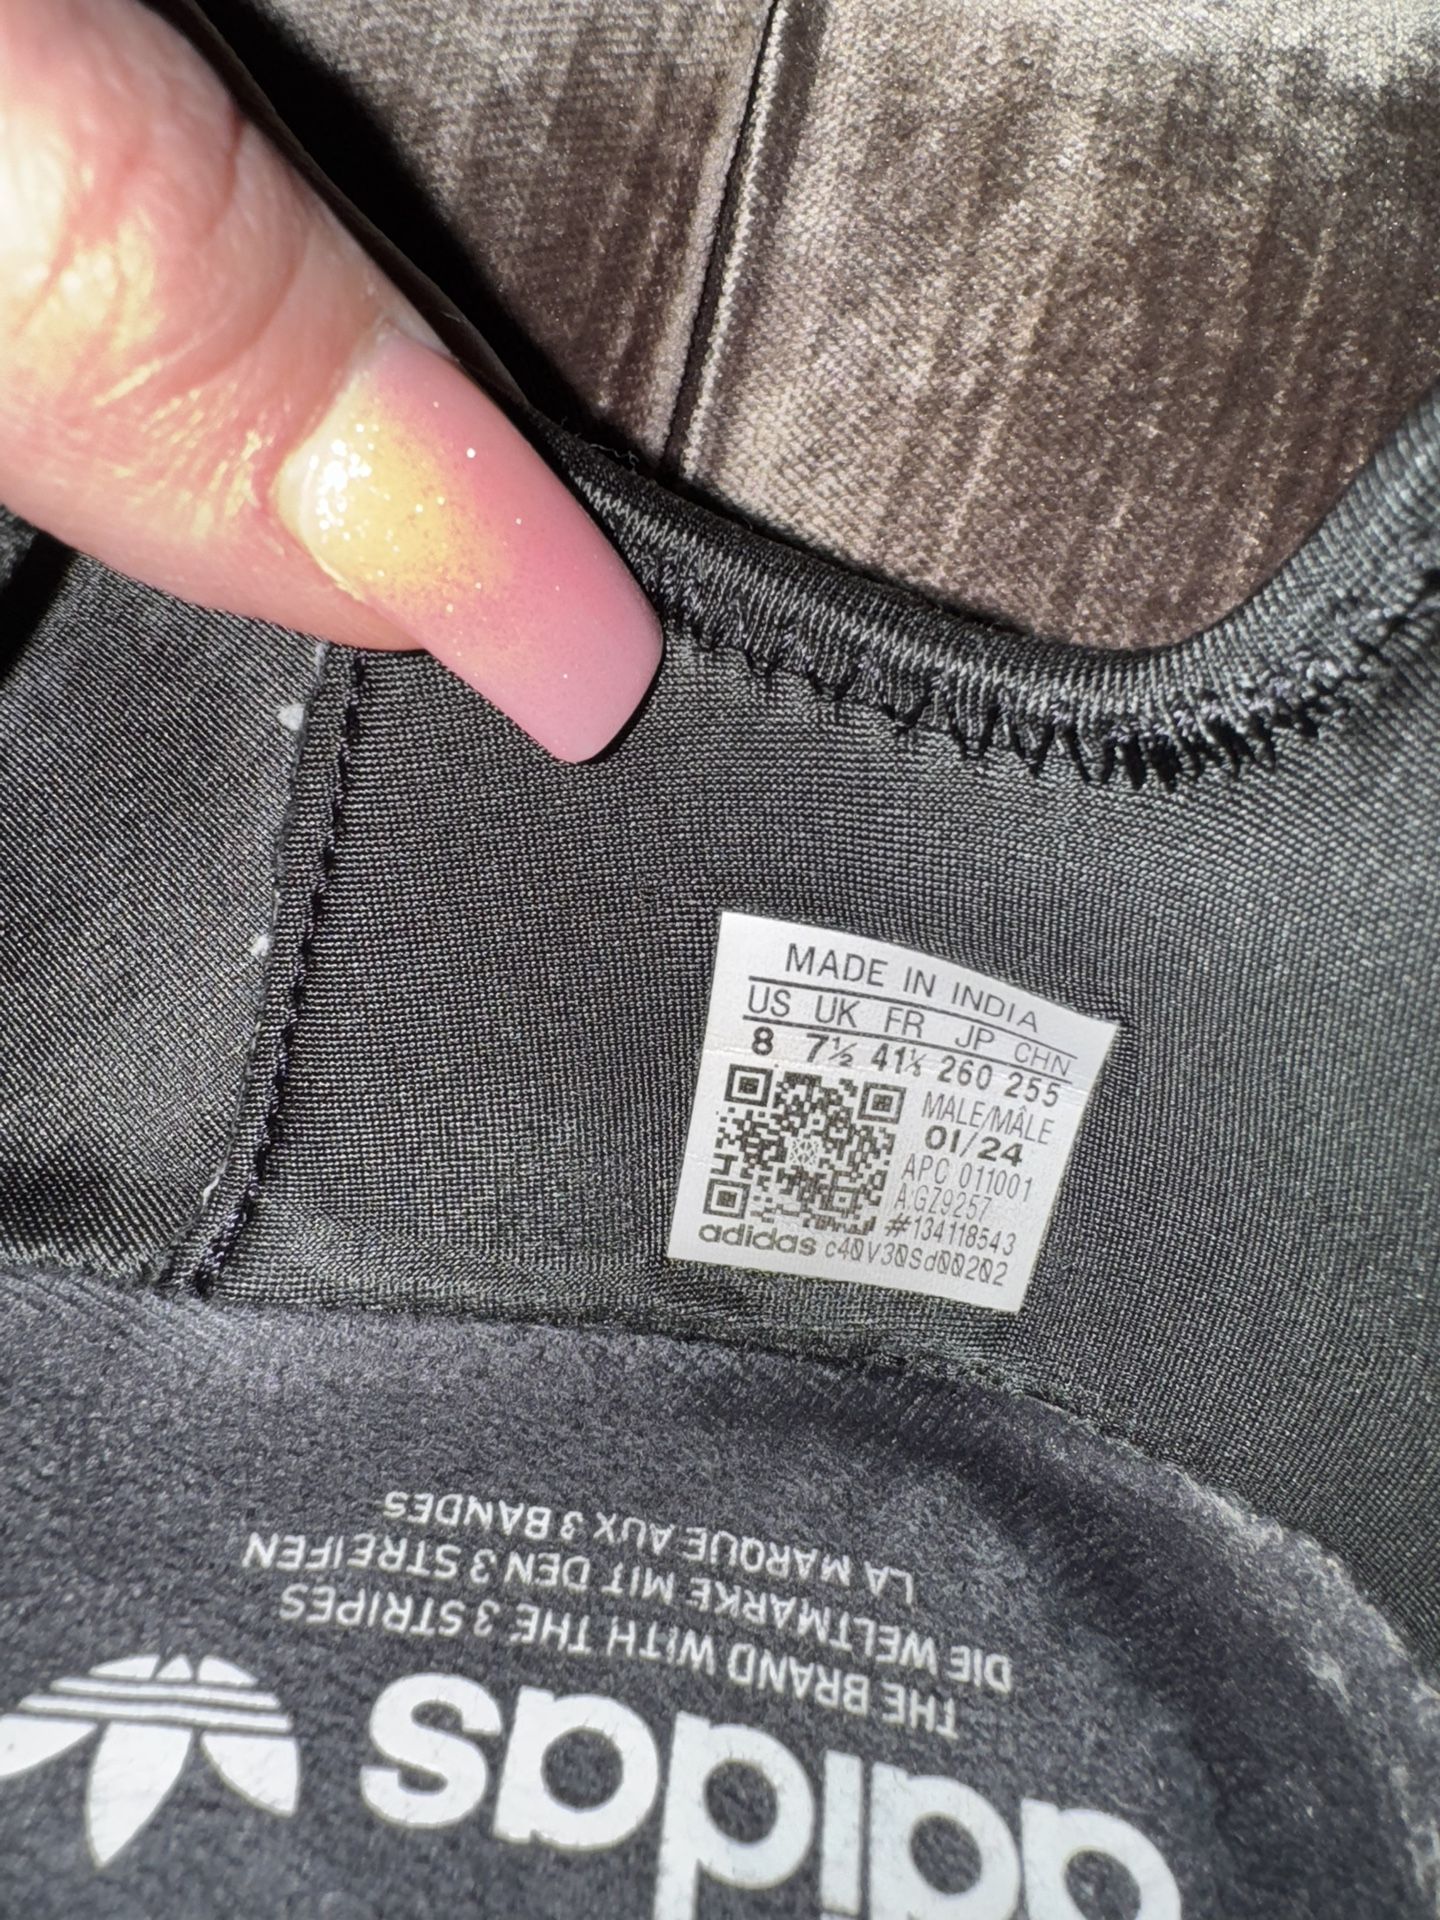 MADE IN INDIA
US UK FR JP CHN
8 7½ 41⅓ 260 255
MALE/MÂLE
01/24
APC 011001
A'GZ9257
#134118543
adidas c40V30Sd00202
adidas
THE BRAND WITH THE 3 STRIPES
DIE WELTMARKE MIT DEN 3 STREIFEN
LA MARQUE AUX 3 BANDES